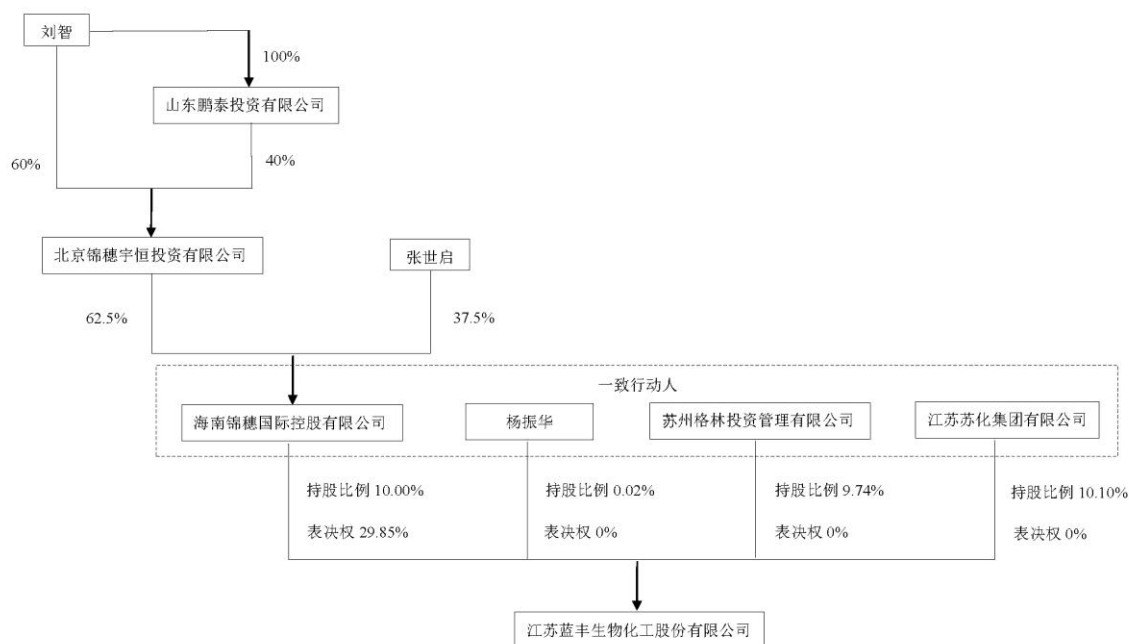 刘智
100%
山东鹏泰投资有限公司
60%
40%
北京锦穗宇恒投资有限公司
张世启
62.5%
37.5%
一致行动人
海南锦穗国际控股有限公司
杨振华
苏州格林投资管理有限公司
江苏苏化集团有限公司
持股比例 10.00%
持股比例 0.02%
持股比例 9.74%
持股比例 10.10%
表决权 29.85%
表决权 0%
表决权 0%
表决权 0%
江苏蓝丰生物化工股份有限公司